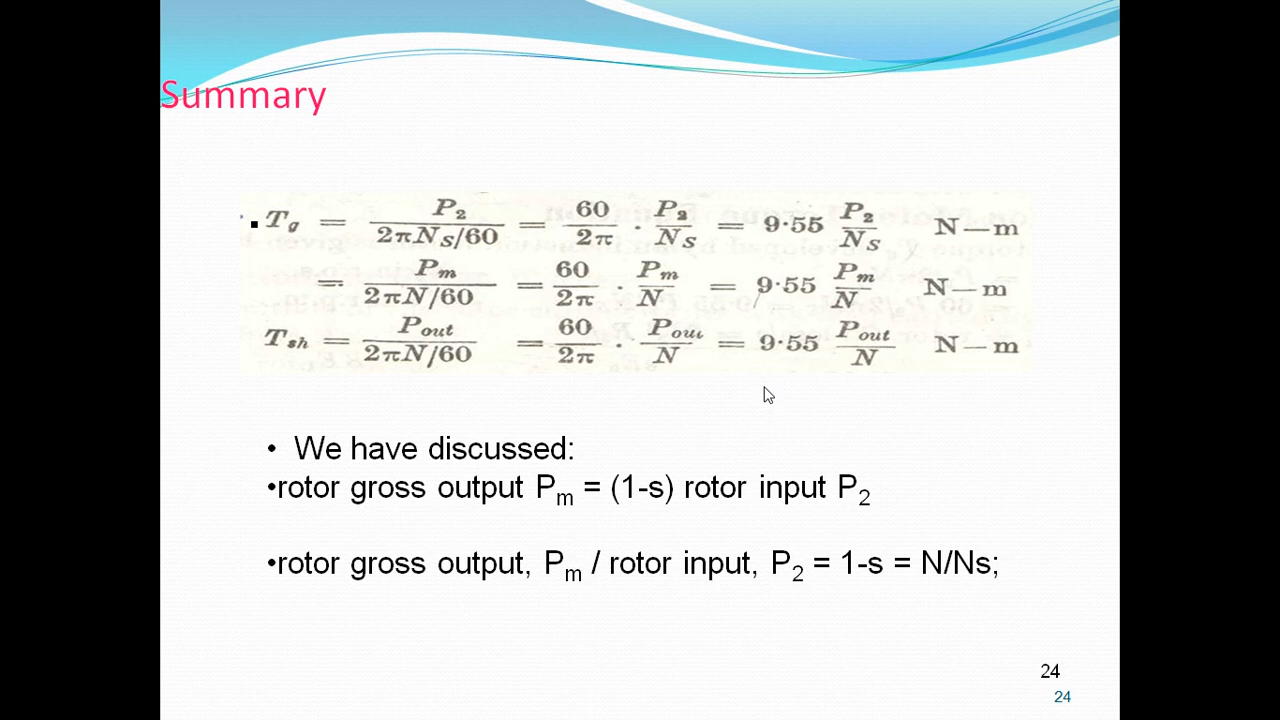 Summary
▪ T_g = P_2 / (2πN_S/60) = 60/2π · P_2/N_S = 9·55 P_2/N_S N—m
= P_m / (2πN/60) = 60/2π · P_m/N = 9·55 P_m/N N—m
T_sh = P_out / (2πN/60) = 60/2π · P_out/N = 9·55 P_out/N N—m
• We have discussed:
•rotor gross output P_m = (1-s) rotor input P_2
•rotor gross output, P_m / rotor input, P_2 = 1-s = N/Ns;
24
24